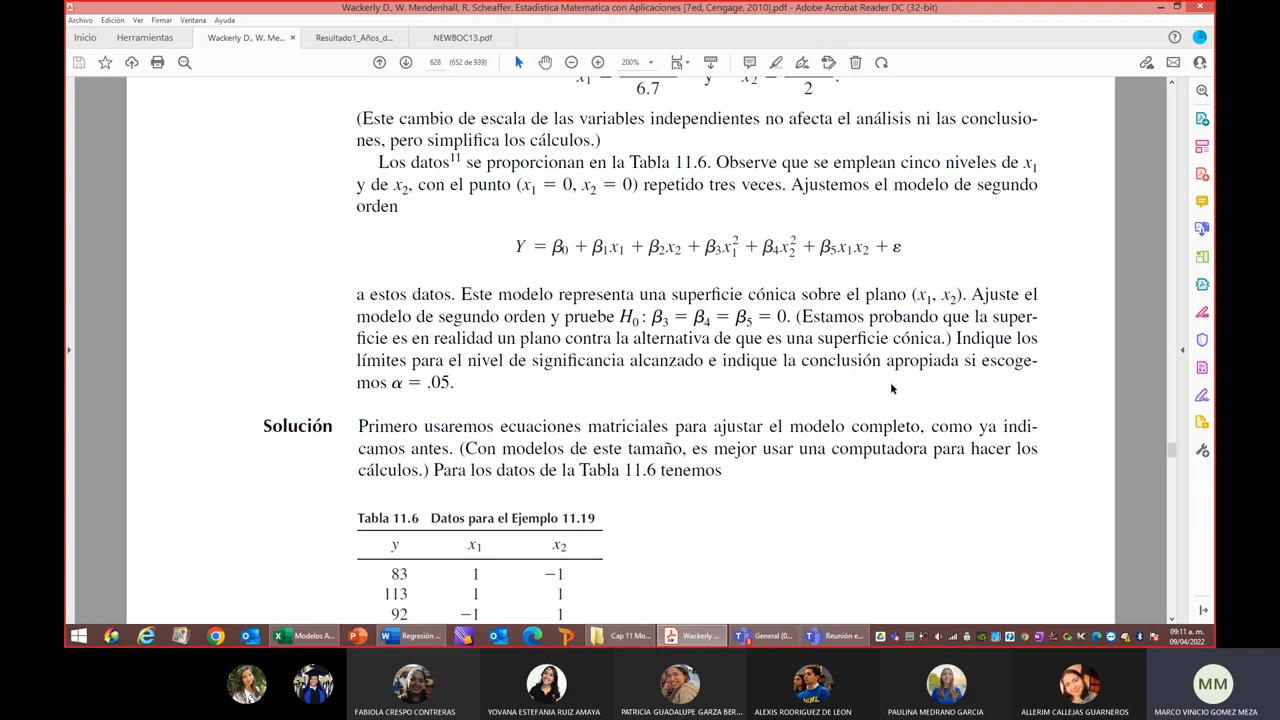 Wackerly D., W. Mendenhall, R. Scheaffer. Estadística Matematica con Aplicaciones [7ed, Cengage, 2010].pdf - Adobe Acrobat Reader DC (32-bit)
Archivo Edición Ver Firmar Ventana Ayuda
Inicio Herramientas Wackerly D., W. Me... × Resultado1_Años_d... NEWBOC13.pdf
628 (652 de 939) 200%
x1 = 6.7 y x2 = 2 .
(Este cambio de escala de las variables independientes no afecta el análisis ni las conclusio-
nes, pero simplifica los cálculos.)
Los datos¹¹ se proporcionan en la Tabla 11.6. Observe que se emplean cinco niveles de x₁
y de x₂, con el punto (x₁ = 0, x₂ = 0) repetido tres veces. Ajustemos el modelo de segundo
orden
Y = β₀ + β₁x₁ + β₂x₂ + β₃x₁² + β₄x₂² + β₅x₁x₂ + ε
a estos datos. Este modelo representa una superficie cónica sobre el plano (x₁, x₂). Ajuste el
modelo de segundo orden y pruebe H₀: β₃ = β₄ = β₅ = 0. (Estamos probando que la super-
ficie es en realidad un plano contra la alternativa de que es una superficie cónica.) Indique los
límites para el nivel de significancia alcanzado e indique la conclusión apropiada si escoge-
mos α = .05.
Solución Primero usaremos ecuaciones matriciales para ajustar el modelo completo, como ya indi-
camos antes. (Con modelos de este tamaño, es mejor usar una computadora para hacer los
cálculos.) Para los datos de la Tabla 11.6 tenemos
Tabla 11.6 Datos para el Ejemplo 11.19
y x₁ x₂
83 1 −1
113 1 1
92 −1 1
Modelos A... Regresión ... Cap 11 Mo... Wackerly ... General (0... Reunión e...
09:11 a. m.
09/04/2022
FABIOLA CRESPO CONTRERAS YOVANA ESTEFANIA RUIZ AMAYA PATRICIA GUADALUPE GARZA BER... ALEXIS RODRIGUEZ DE LEON PAULINA MEDRANO GARCIA ALLERIM CALLEJAS GUARNEROS MM MARCO VINICIO GOMEZ MEZA